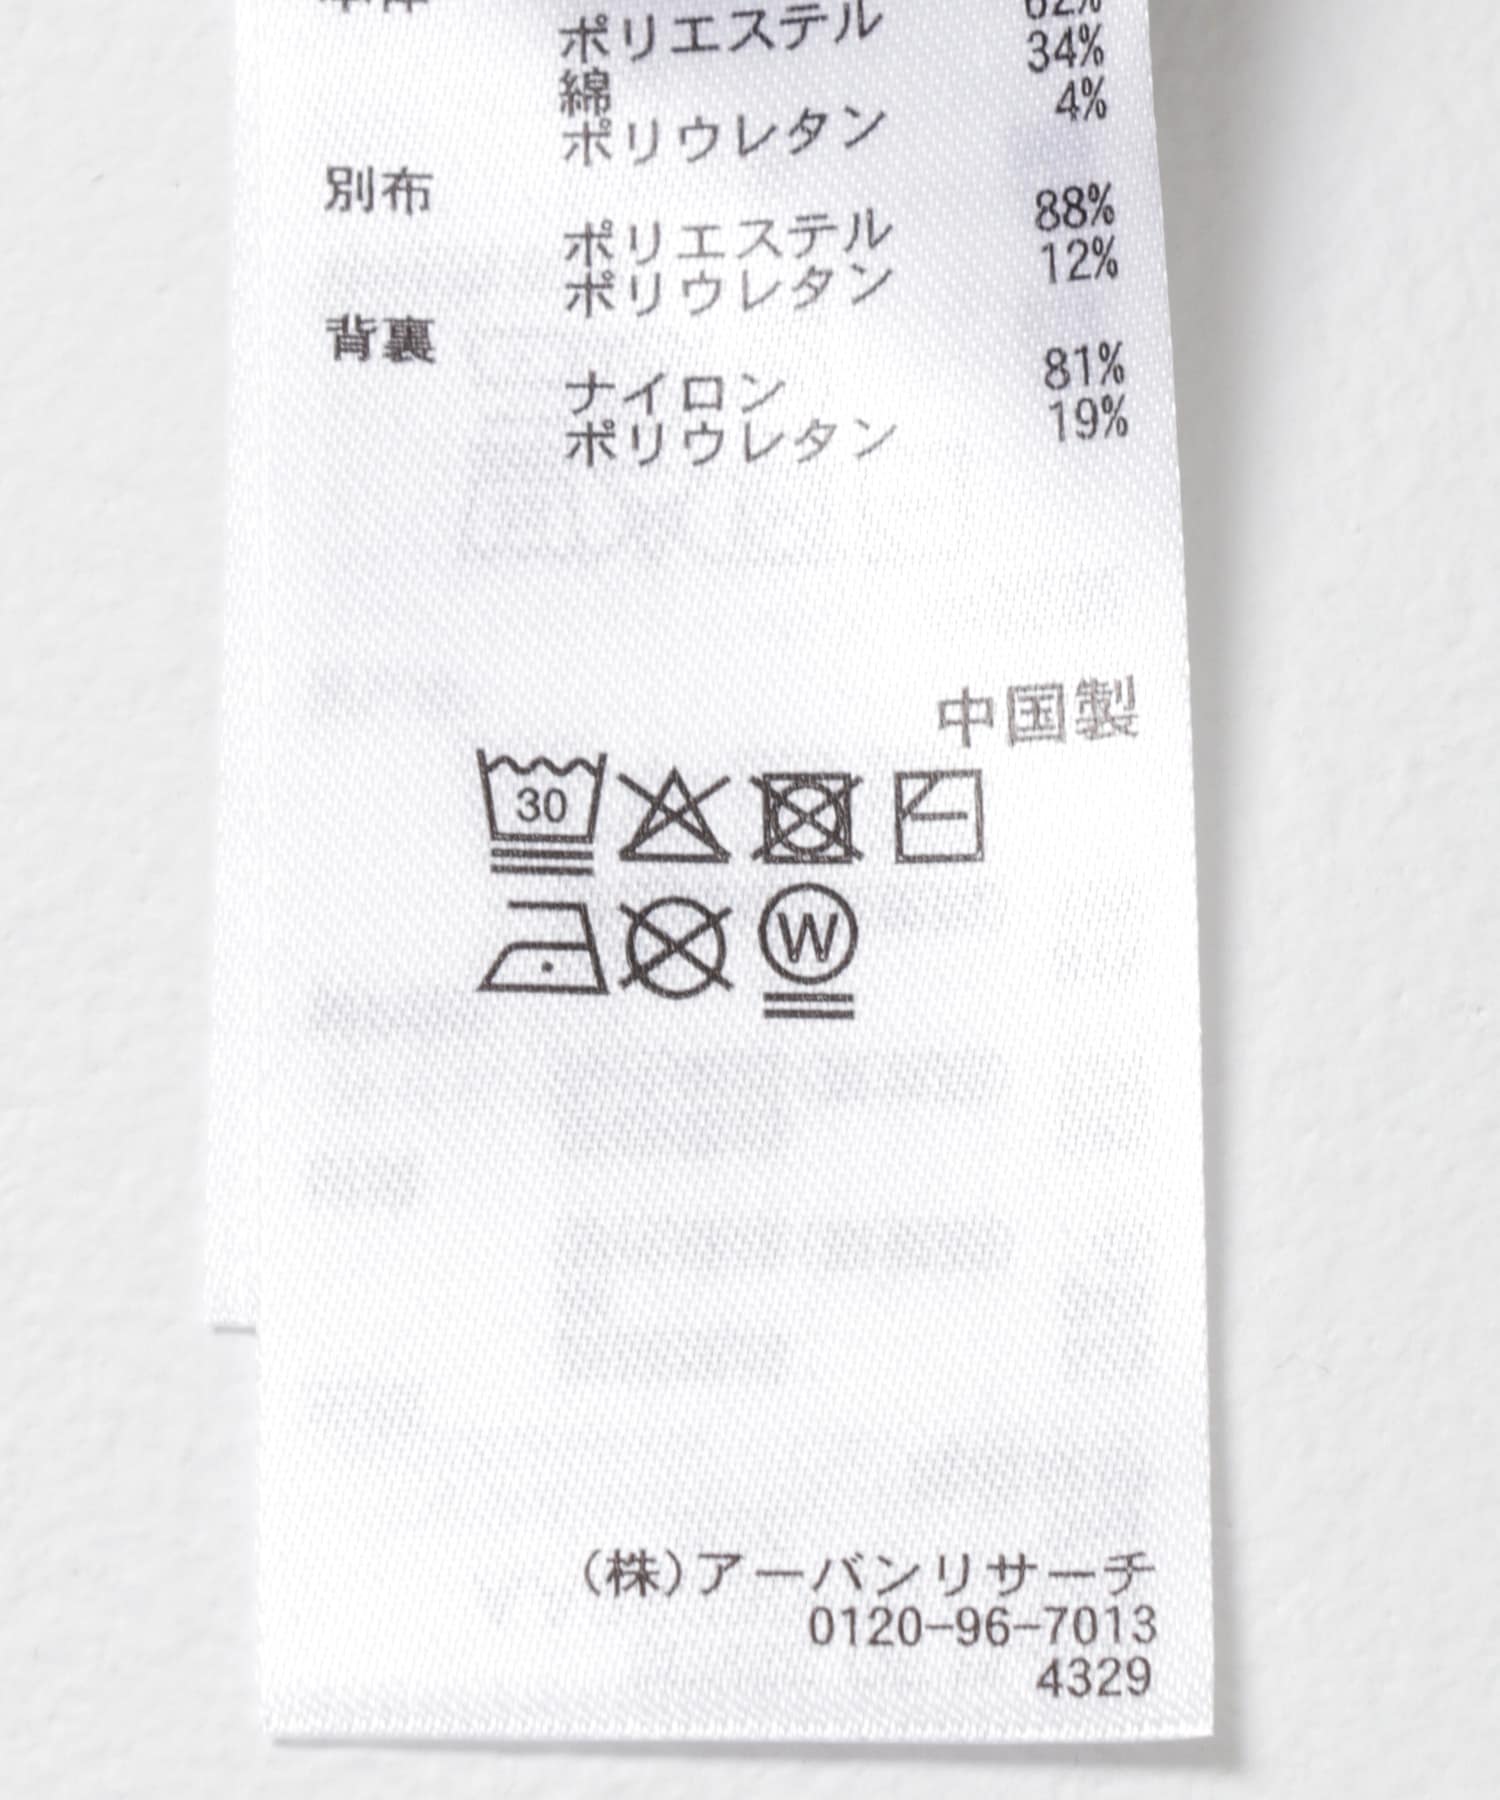 本体
ポリエステル 62%
綿 34%
ポリウレタン 4%
別布
ポリエステル 88%
ポリウレタン 12%
背裏
ナイロン 81%
ポリウレタン 19%
中国製
30
W
(株)アーバンリサーチ
0120-96-7013
4329